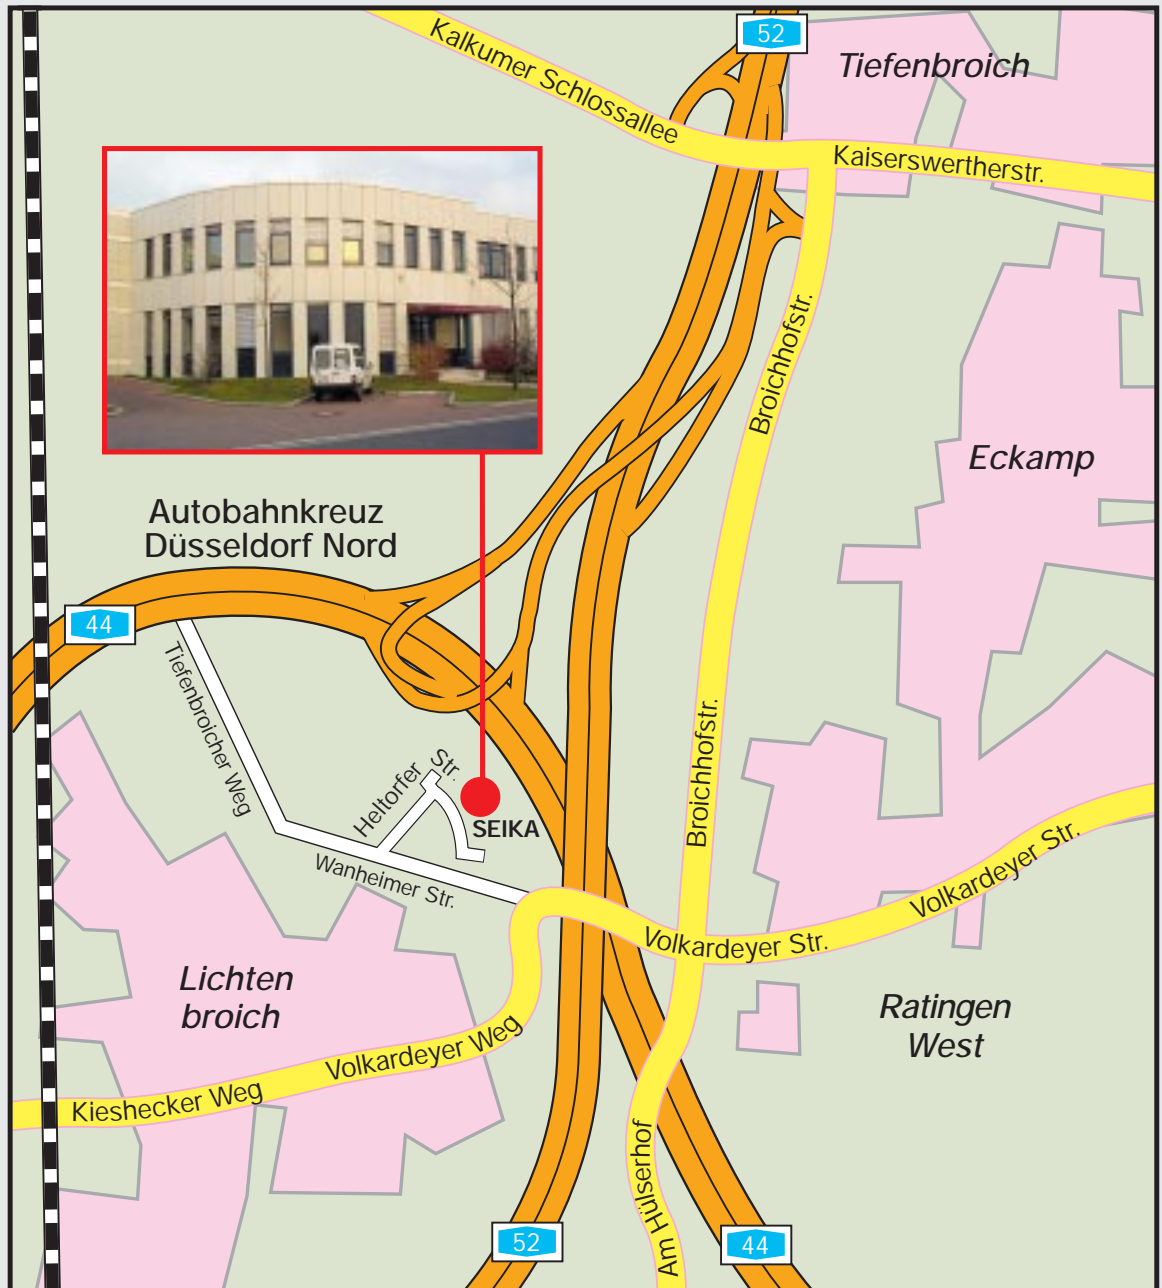 52
Kalkumer Schlossallee
Tiefenbroich
Kaiserswertherstr.
Broichhofstr.
Eckamp
Autobahnkreuz
Düsseldorf Nord
44
Tiefenbroicher Weg
Heltorfer Str.
SEIKA
Wanheimer Str.
Broichhofstr.
Volkardeyer Str.
Volkardeyer Str.
Lichten
broich
Ratingen
West
Volkardeyer Weg
Kieshecker Weg
Am Hülserhof
52
44